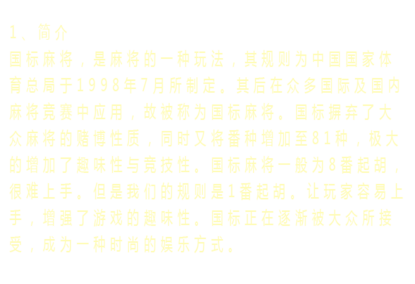 1、简介
国标麻将，是麻将的一种玩法，其规则为中国国家体
育总局于1998年7月所制定。其后在众多国际及国内
麻将竞赛中应用，故被称为国标麻将。国标摒弃了大
众麻将的赌博性质，同时又将番种增加至81种，极大
的增加了趣味性与竞技性。国标麻将一般为8番起胡，
很难上手。但是我们的规则是1番起胡。让玩家容易上
手，增强了游戏的趣味性。国标正在逐渐被大众所接
受，成为一种时尚的娱乐方式。